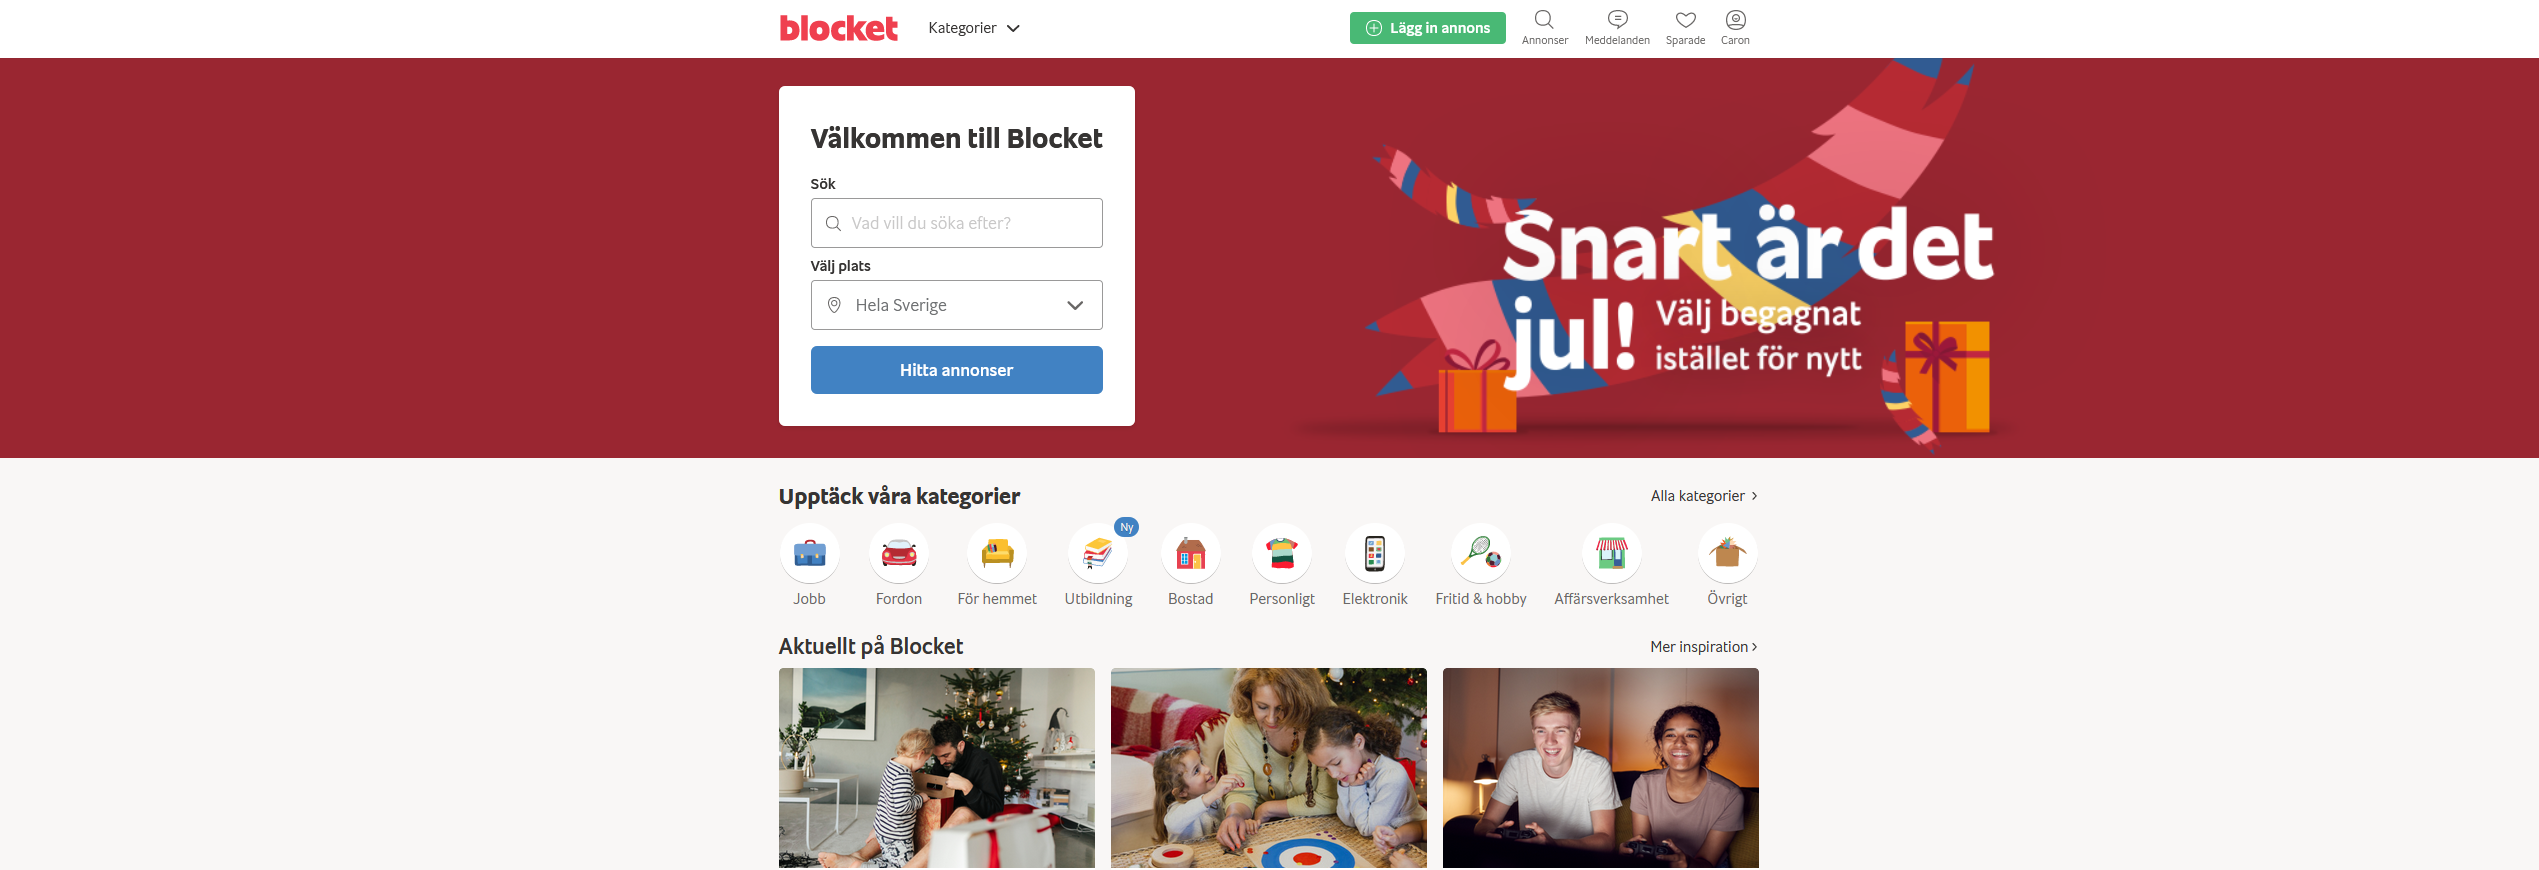 blocket
Kategorier
Lägg in annons
Annonser
Meddelanden
Sparade
Caron
Välkommen till Blocket
Sök
Vad vill du söka efter?
Välj plats
Hela Sverige
Hitta annonser
Snart är det
jul!
Välj begagnat
istället för nytt
Upptäck våra kategorier
Alla kategorier
Ny
Jobb
Fordon
För hemmet
Utbildning
Bostad
Personligt
Elektronik
Fritid & hobby
Affärsverksamhet
Övrigt
Aktuellt på Blocket
Mer inspiration